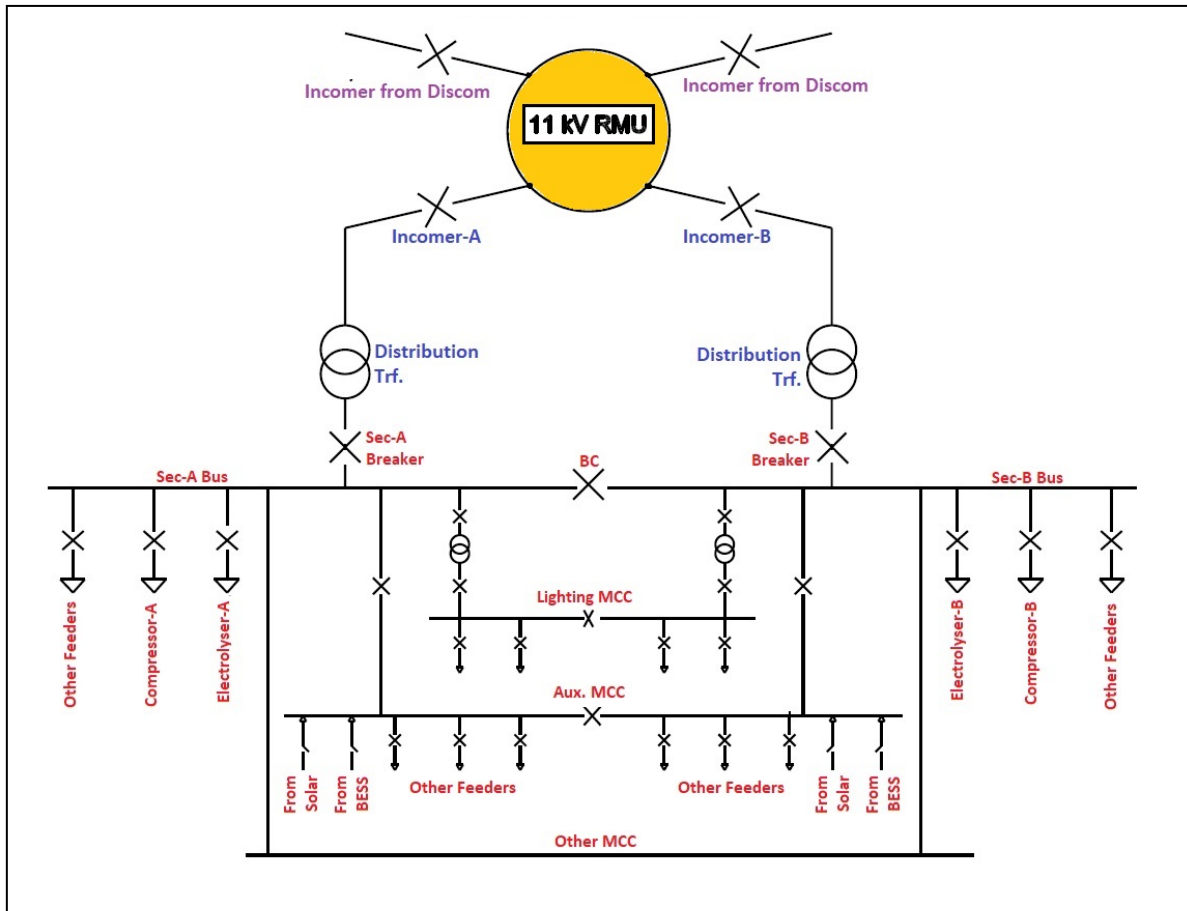 Incomer from Discom
Incomer from Discom
11 kV RMU
Incomer-A
Incomer-B
Distribution
Trf.
Distribution
Trf.
Sec-A
Breaker
Sec-B
Breaker
BC
Sec-A Bus
Sec-B Bus
Lighting MCC
Other Feeders
Compressor-A
Electrolyser-A
Electrolyser-B
Compressor-B
Other Feeders
Aux. MCC
From
Solar
From
BESS
Other Feeders
Other Feeders
From
Solar
From
BESS
Other MCC